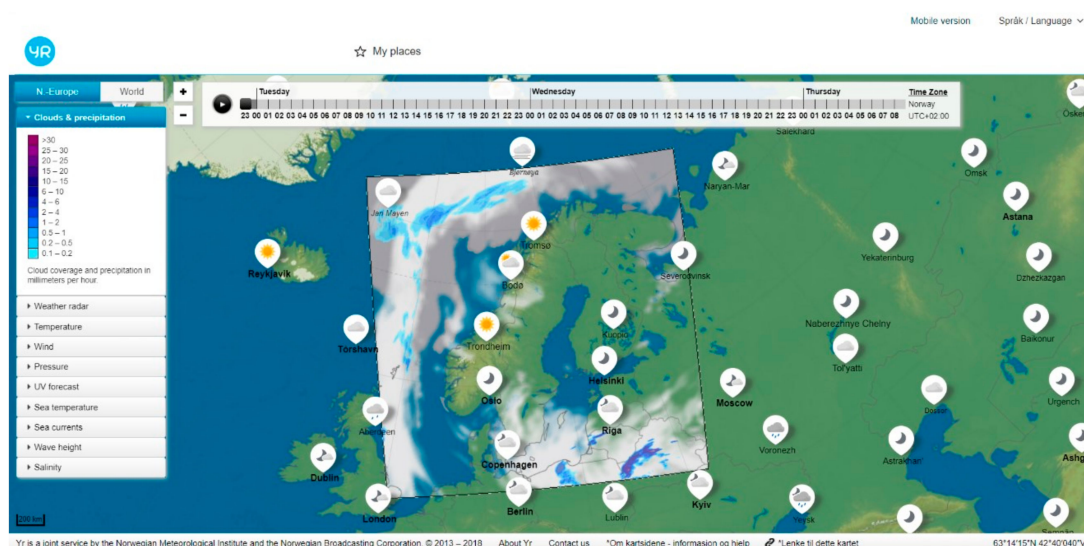 Mobile version Språk / Language
YR
My places
N.-Europe World
+
−
Tuesday Wednesday Thursday Time Zone
Norway
23 00 01 02 03 04 05 06 07 08 09 10 11 12 13 14 15 16 17 18 19 20 21 22 23 00 01 02 03 04 05 06 07 08 09 10 11 12 13 14 15 16 17 18 19 20 21 22 23 00 01 02 03 04 05 06 07 08 UTC+02:00
Clouds & precipitation
>30
25 – 30
20 – 25
15 – 20
10 – 15
6 – 10
4 – 6
2 – 4
1 – 2
0.5 – 1
0.2 – 0.5
0.1 – 0.2
Cloud coverage and precipitation in
millimeters per hour.
Weather radar
Temperature
Wind
Pressure
UV forecast
Sea temperature
Sea currents
Wave height
Salinity
Salekhard
Bjørnøya
Omsk
Naryan-Mar
Jan Mayen
Astana
Tromsø
Yekaterinburg
Reykjavik
Severodvinsk
Dzhezkazgan
Bodø
Naberezhnye Chelny
Kuopio
Baikonur
Tórshavn
Trondheim
Tol'yatti
Helsinki
Oslo
Moscow
Urgench
Dossor
Riga
Aberdeen
Voronezh
Copenhagen
Astrakhan'
Ashg
Dublin
Kyiv
Berlin
Lublin
London
Yeysk
200 km
Yr is a joint service by the Norwegian Meteorological Institute and the Norwegian Broadcasting Corporation. © 2013 – 2018 About Yr Contact us *Om kartsidene - informasjon og hjelp *Lenke til dette kartet 63°14'15"N 42°40'040"